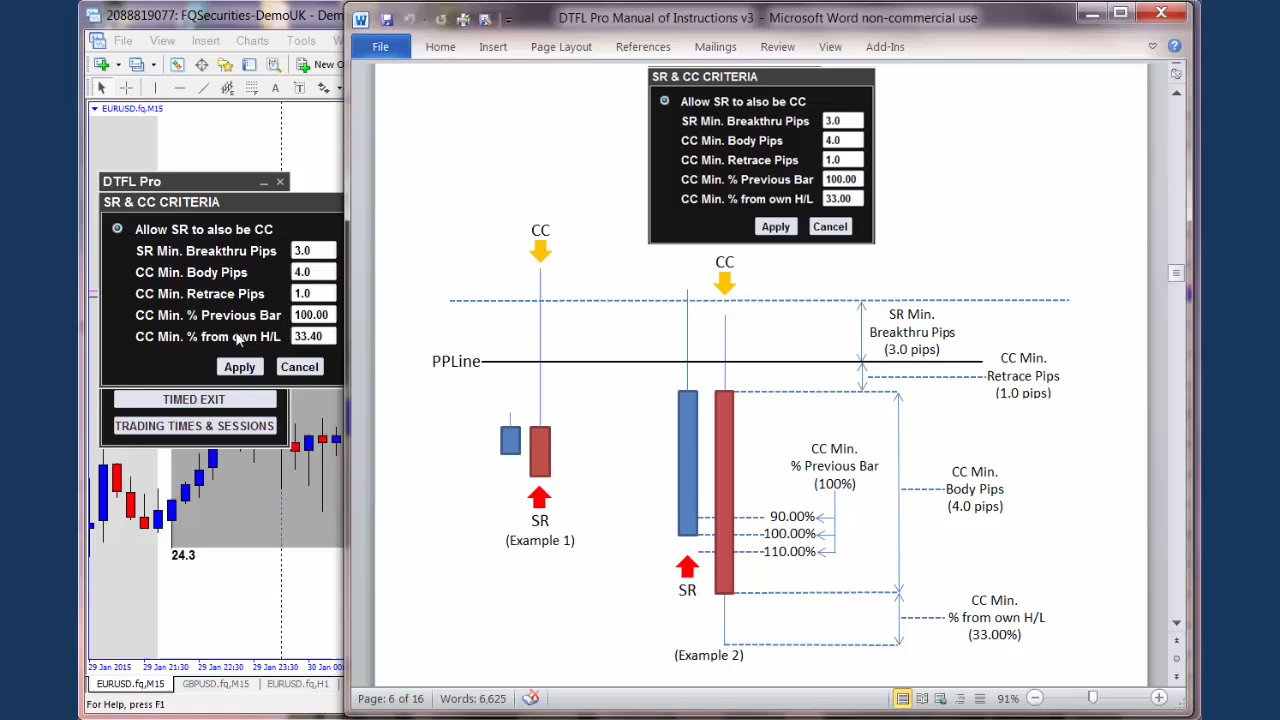 2088819077: FQSecurities-DemoUK - Dem
File View Insert Charts Tools W
New O
EURUSD.fq,M15
DTFL Pro
SR & CC CRITERIA
Allow SR to also be CC
SR Min. Breakthru Pips 3.0
CC Min. Body Pips 4.0
CC Min. Retrace Pips 1.0
CC Min. % Previous Bar 100.00
CC Min. % from own H/L 33.40
Apply Cancel
TIMED EXIT
TRADING TIMES & SESSIONS
24.3
29 Jan 2015 29 Jan 21:30 29 Jan 22:30 29 Jan 23:30 30 Jan 00
EURUSD.fq,M15 GBPUSD.fq,M15 EURUSD.fq,H1
For Help, press F1
DTFL Pro Manual of Instructions v3 - Microsoft Word non-commercial use
File Home Insert Page Layout References Mailings Review View Add-Ins
SR & CC CRITERIA
Allow SR to also be CC
SR Min. Breakthru Pips 3.0
CC Min. Body Pips 4.0
CC Min. Retrace Pips 1.0
CC Min. % Previous Bar 100.00
CC Min. % from own H/L 33.00
Apply Cancel
CC
CC
SR Min.
Breakthru Pips
(3.0 pips)
PPLine
CC Min.
Retrace Pips
(1.0 pips)
CC Min.
% Previous Bar
(100%)
CC Min.
Body Pips
(4.0 pips)
90.00%
100.00%
110.00%
SR
(Example 1)
SR
CC Min.
% from own H/L
(33.00%)
(Example 2)
Page: 6 of 16 Words: 6,625 91%